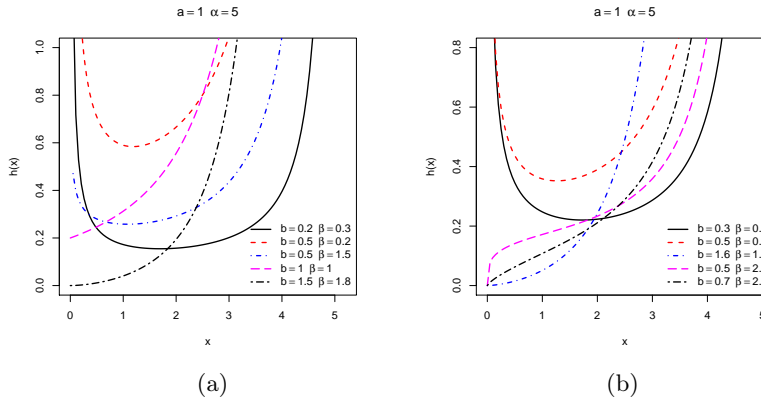 a = 1 α = 5
h(x)
1.0
0.8
0.6
0.4
0.2
0.0
b = 0.2 β = 0.3
b = 0.5 β = 0.2
b = 0.5 β = 1.5
b = 1 β = 1
b = 1.5 β = 1.8
0 1 2 3 4 5
x
(a)
a = 1 α = 5
h(x)
0.8
0.6
0.4
0.2
0.0
b = 0.3 β = 0.
b = 0.5 β = 0.
b = 1.6 β = 1.
b = 0.5 β = 2.
b = 0.7 β = 2.
0 1 2 3 4 5
x
(b)